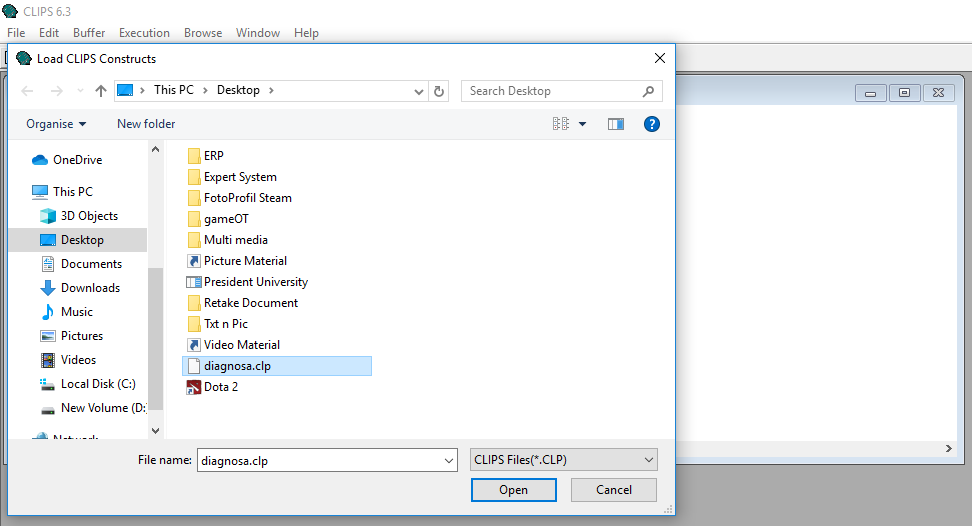 CLIPS 6.3
File Edit Buffer Execution Browse Window Help
Load CLIPS Constructs
This PC Desktop
Search Desktop
Organise New folder
OneDrive
This PC
3D Objects
Desktop
Documents
Downloads
Music
Pictures
Videos
Local Disk (C:)
New Volume (D:
Network
ERP
Expert System
FotoProfil Steam
gameOT
Multi media
Picture Material
President University
Retake Document
Txt n Pic
Video Material
diagnosa.clp
Dota 2
File name: diagnosa.clp
CLIPS Files(*.CLP)
Open Cancel